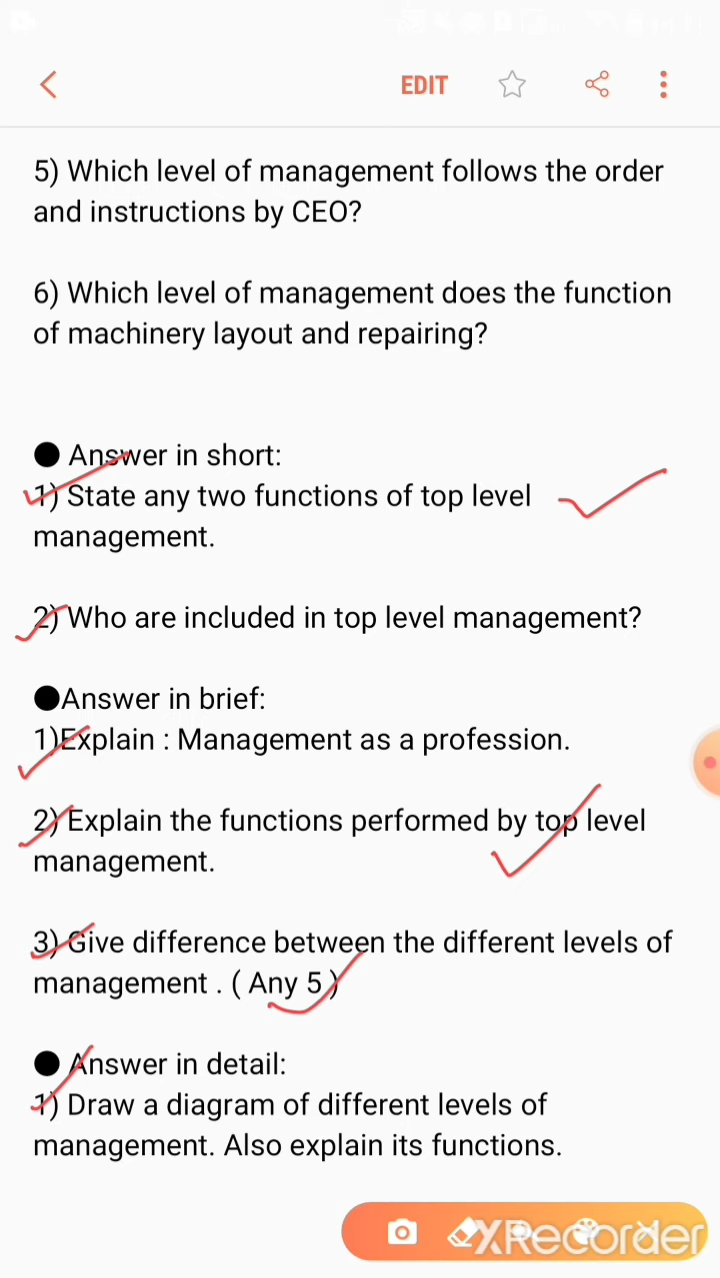 EDIT
5) Which level of management follows the order
and instructions by CEO?
6) Which level of management does the function
of machinery layout and repairing?
● Answer in short:
1) State any two functions of top level
management.
2) Who are included in top level management?
●Answer in brief:
1)Explain : Management as a profession.
2) Explain the functions performed by top level
management.
3) Give difference between the different levels of
management . ( Any 5 )
● Answer in detail:
1) Draw a diagram of different levels of
management. Also explain its functions.
XRecorder